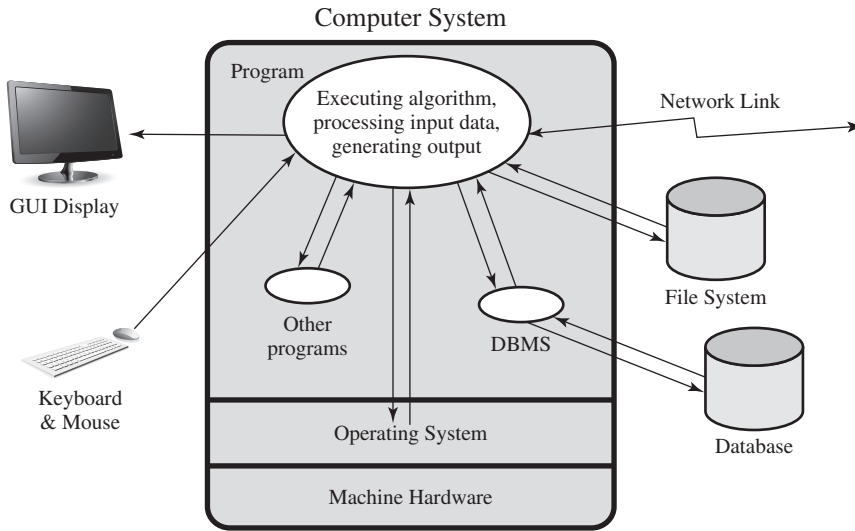 Computer System
Program
Executing algorithm,
processing input data,
generating output
Network Link
GUI Display
File System
Other
programs
DBMS
Keyboard
& Mouse
Operating System
Database
Machine Hardware